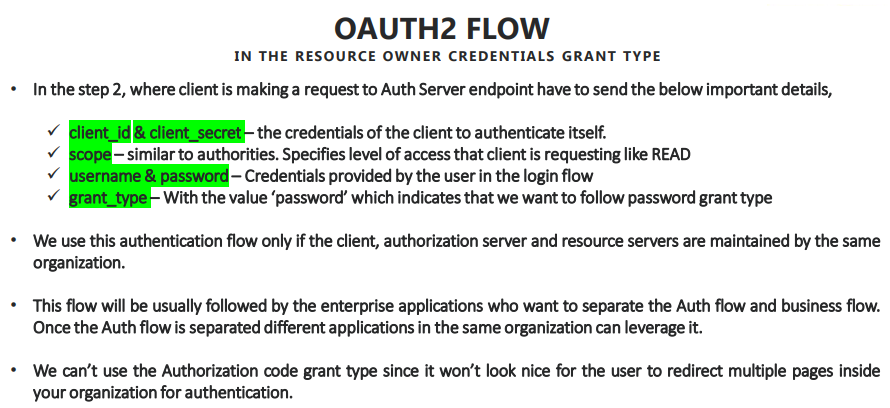 OAUTH2 FLOW
IN THE RESOURCE OWNER CREDENTIALS GRANT TYPE
• In the step 2, where client is making a request to Auth Server endpoint have to send the below important details,
✓ client_id & client_secret – the credentials of the client to authenticate itself.
✓ scope – similar to authorities. Specifies level of access that client is requesting like READ
✓ username & password – Credentials provided by the user in the login flow
✓ grant_type – With the value ‘password’ which indicates that we want to follow password grant type
• We use this authentication flow only if the client, authorization server and resource servers are maintained by the same
organization.
• This flow will be usually followed by the enterprise applications who want to separate the Auth flow and business flow.
Once the Auth flow is separated different applications in the same organization can leverage it.
• We can’t use the Authorization code grant type since it won’t look nice for the user to redirect multiple pages inside
your organization for authentication.